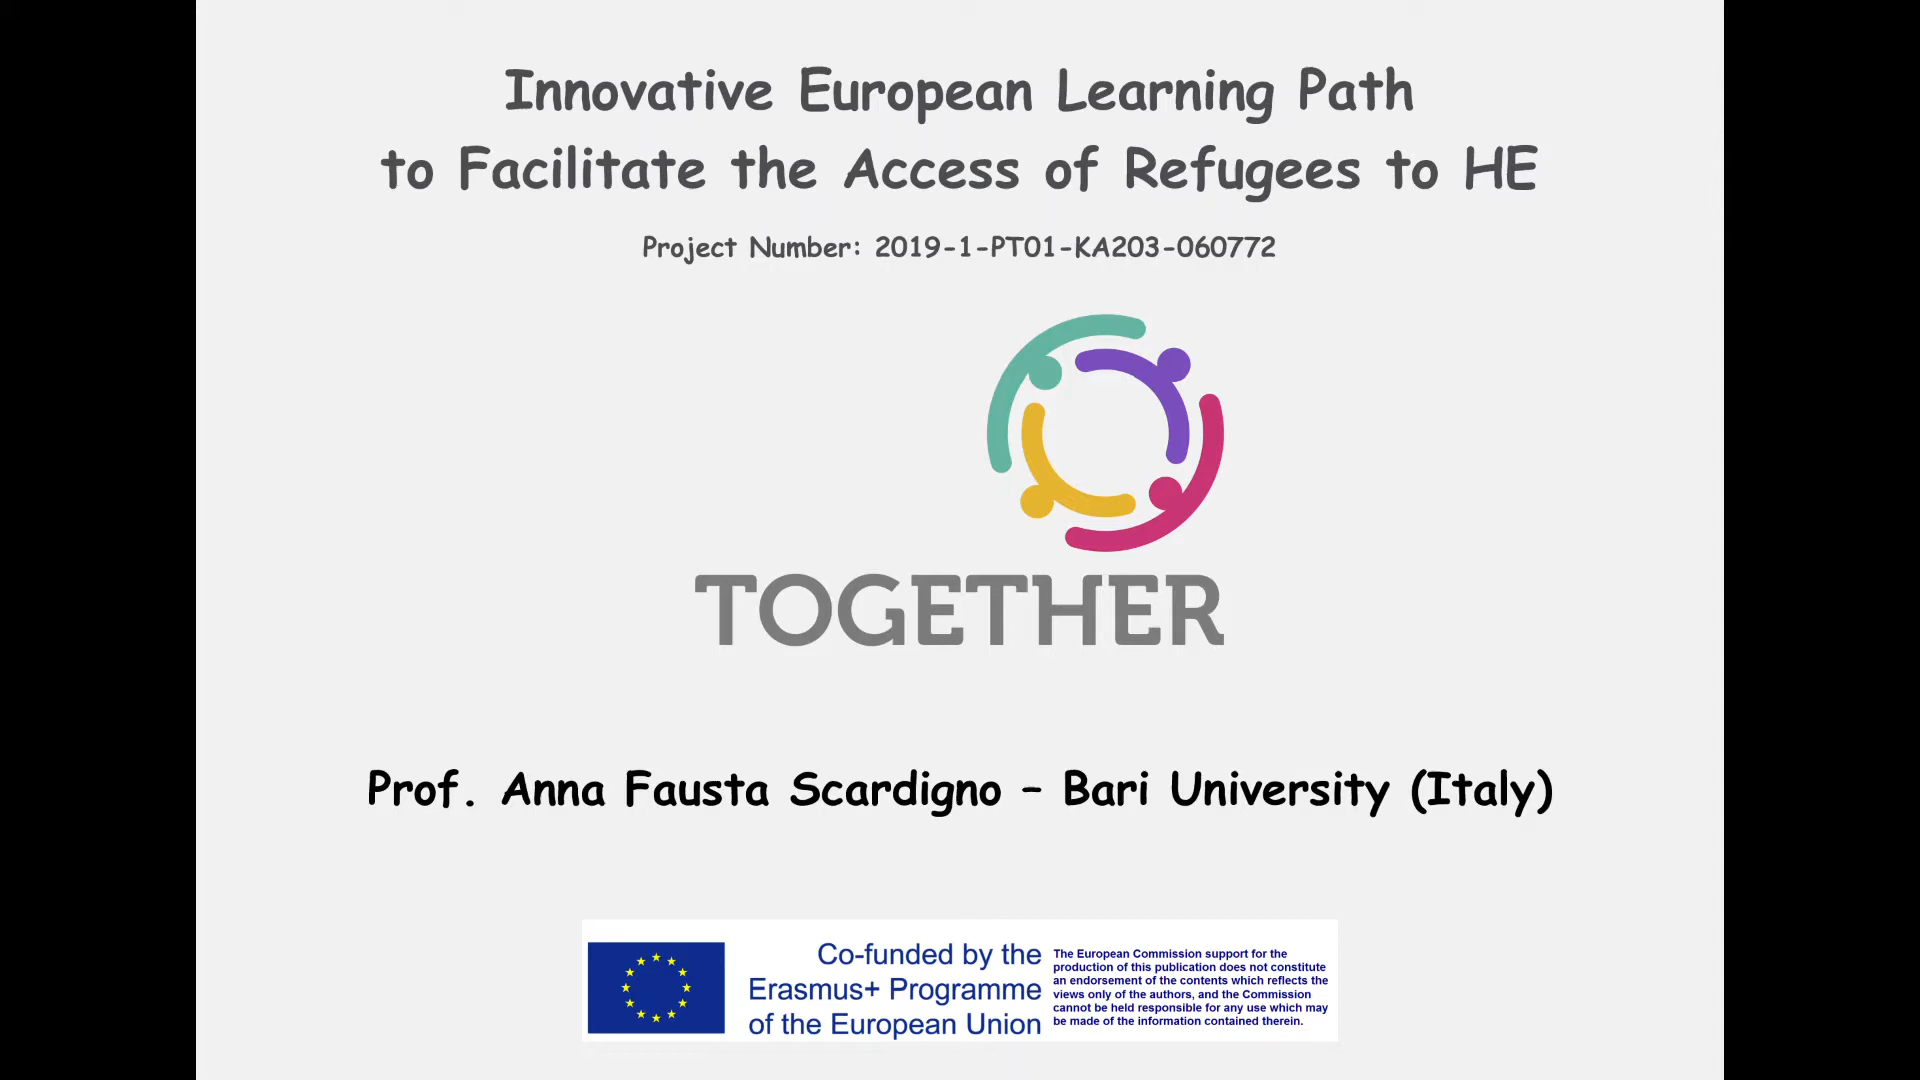 Innovative European Learning Path
to Facilitate the Access of Refugees to HE
Project Number: 2019-1-PT01-KA203-060772
TOGETHER
Prof. Anna Fausta Scardigno – Bari University (Italy)
Co-funded by the
Erasmus+ Programme
of the European Union
The European Commission support for the
production of this publication does not constitute
an endorsement of the contents which reflects the
views only of the authors, and the Commission
cannot be held responsible for any use which may
be made of the information contained therein.